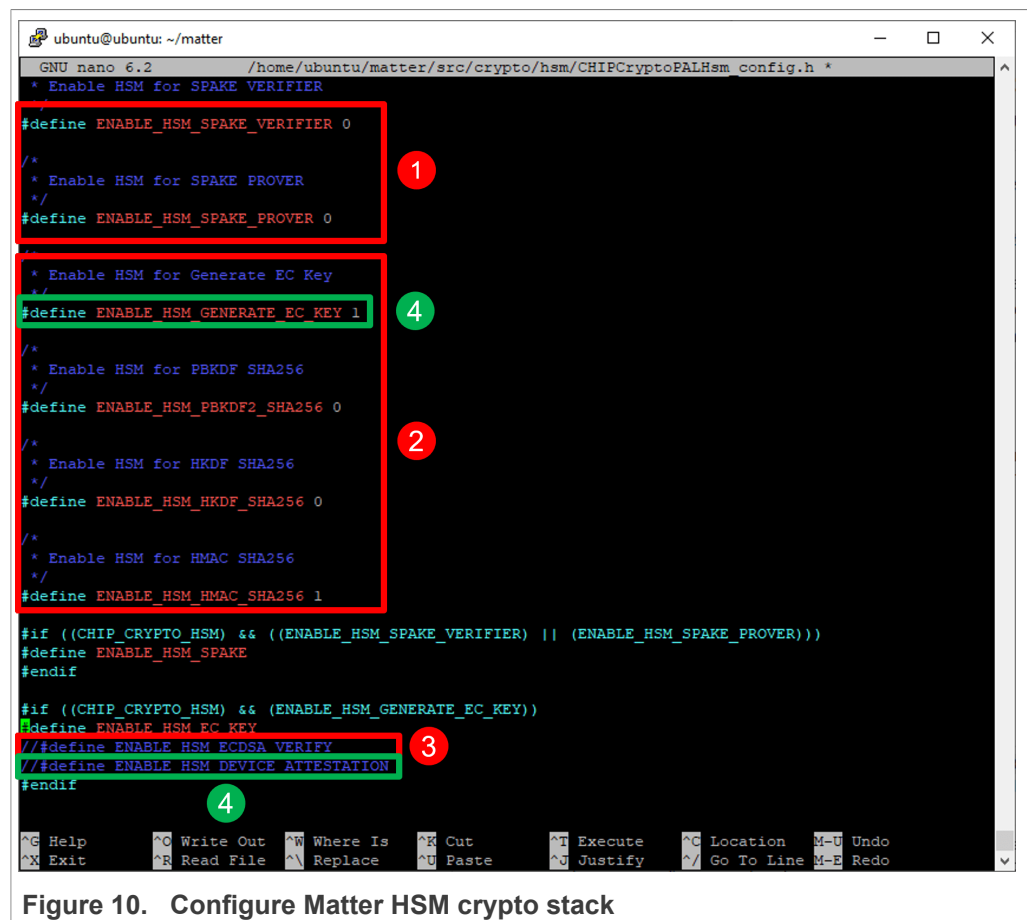 ubuntu@ubuntu: ~/matter
GNU nano 6.2 /home/ubuntu/matter/src/crypto/hsm/CHIPCryptoPALHsm_config.h *
* Enable HSM for SPAKE VERIFIER
*/
#define ENABLE_HSM_SPAKE_VERIFIER 0
1
/*
* Enable HSM for SPAKE PROVER
*/
#define ENABLE_HSM_SPAKE_PROVER 0
/*
* Enable HSM for Generate EC Key
*/
#define ENABLE_HSM_GENERATE_EC_KEY 1
4
/*
* Enable HSM for PBKDF SHA256
*/
#define ENABLE_HSM_PBKDF2_SHA256 0
2
/*
* Enable HSM for HKDF SHA256
*/
#define ENABLE_HSM_HKDF_SHA256 0
/*
* Enable HSM for HMAC SHA256
*/
#define ENABLE_HSM_HMAC_SHA256 1
#if ((CHIP_CRYPTO_HSM) && ((ENABLE_HSM_SPAKE_VERIFIER) || (ENABLE_HSM_SPAKE_PROVER)))
#define ENABLE_HSM_SPAKE
#endif
#if ((CHIP_CRYPTO_HSM) && (ENABLE_HSM_GENERATE_EC_KEY))
#define ENABLE_HSM_EC_KEY
//#define ENABLE_HSM_ECDSA_VERIFY
3
//#define ENABLE_HSM_DEVICE_ATTESTATION
#endif
4
^G Help ^O Write Out ^W Where Is ^K Cut ^T Execute ^C Location M-U Undo
^X Exit ^R Read File ^\ Replace ^U Paste ^J Justify ^/ Go To Line M-E Redo
Figure 10. Configure Matter HSM crypto stack